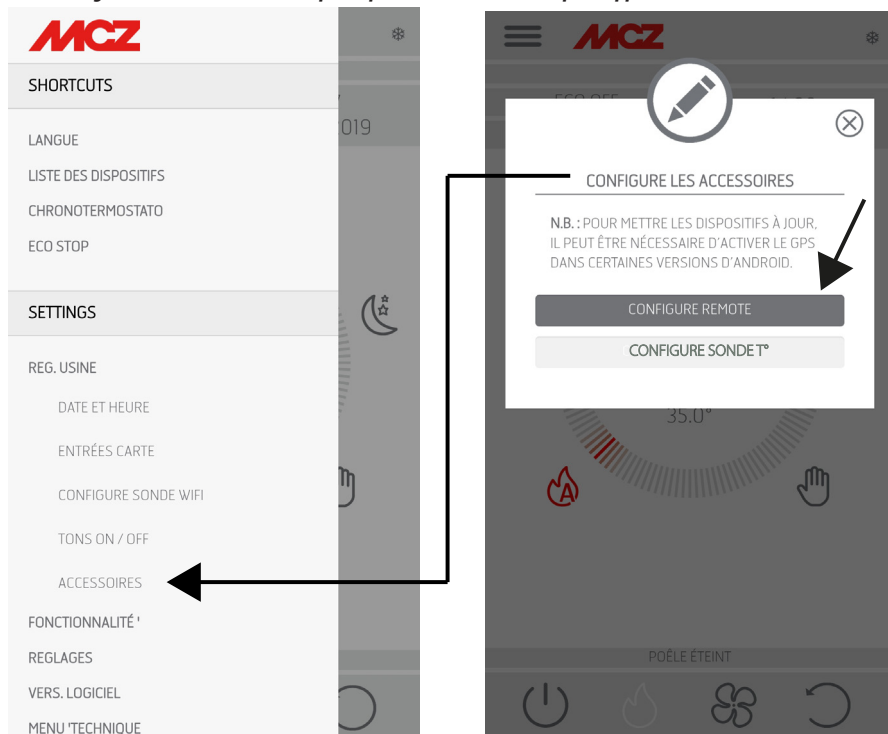 MCZ
SHORTCUTS
LANGUE
LISTE DES DISPOSITIFS
CHRONOTERMOSTATO
ECO STOP
SETTINGS
REG. USINE
DATE ET HEURE
ENTRÉES CARTE
CONFIGURE SONDE WIFI
TONS ON / OFF
ACCESSOIRES
FONCTIONNALITÉ '
REGLAGES
VERS. LOGICIEL
MENU 'TECHNIQUE
019
MCZ
CONFIGURE LES ACCESSOIRES
N.B. : POUR METTRE LES DISPOSITIFS À JOUR,
IL PEUT ÊTRE NÉCESSAIRE D'ACTIVER LE GPS
DANS CERTAINES VERSIONS D'ANDROID.
CONFIGURE REMOTE
CONFIGURE SONDE T°
35.0°
A
POÊLE ÉTEINT